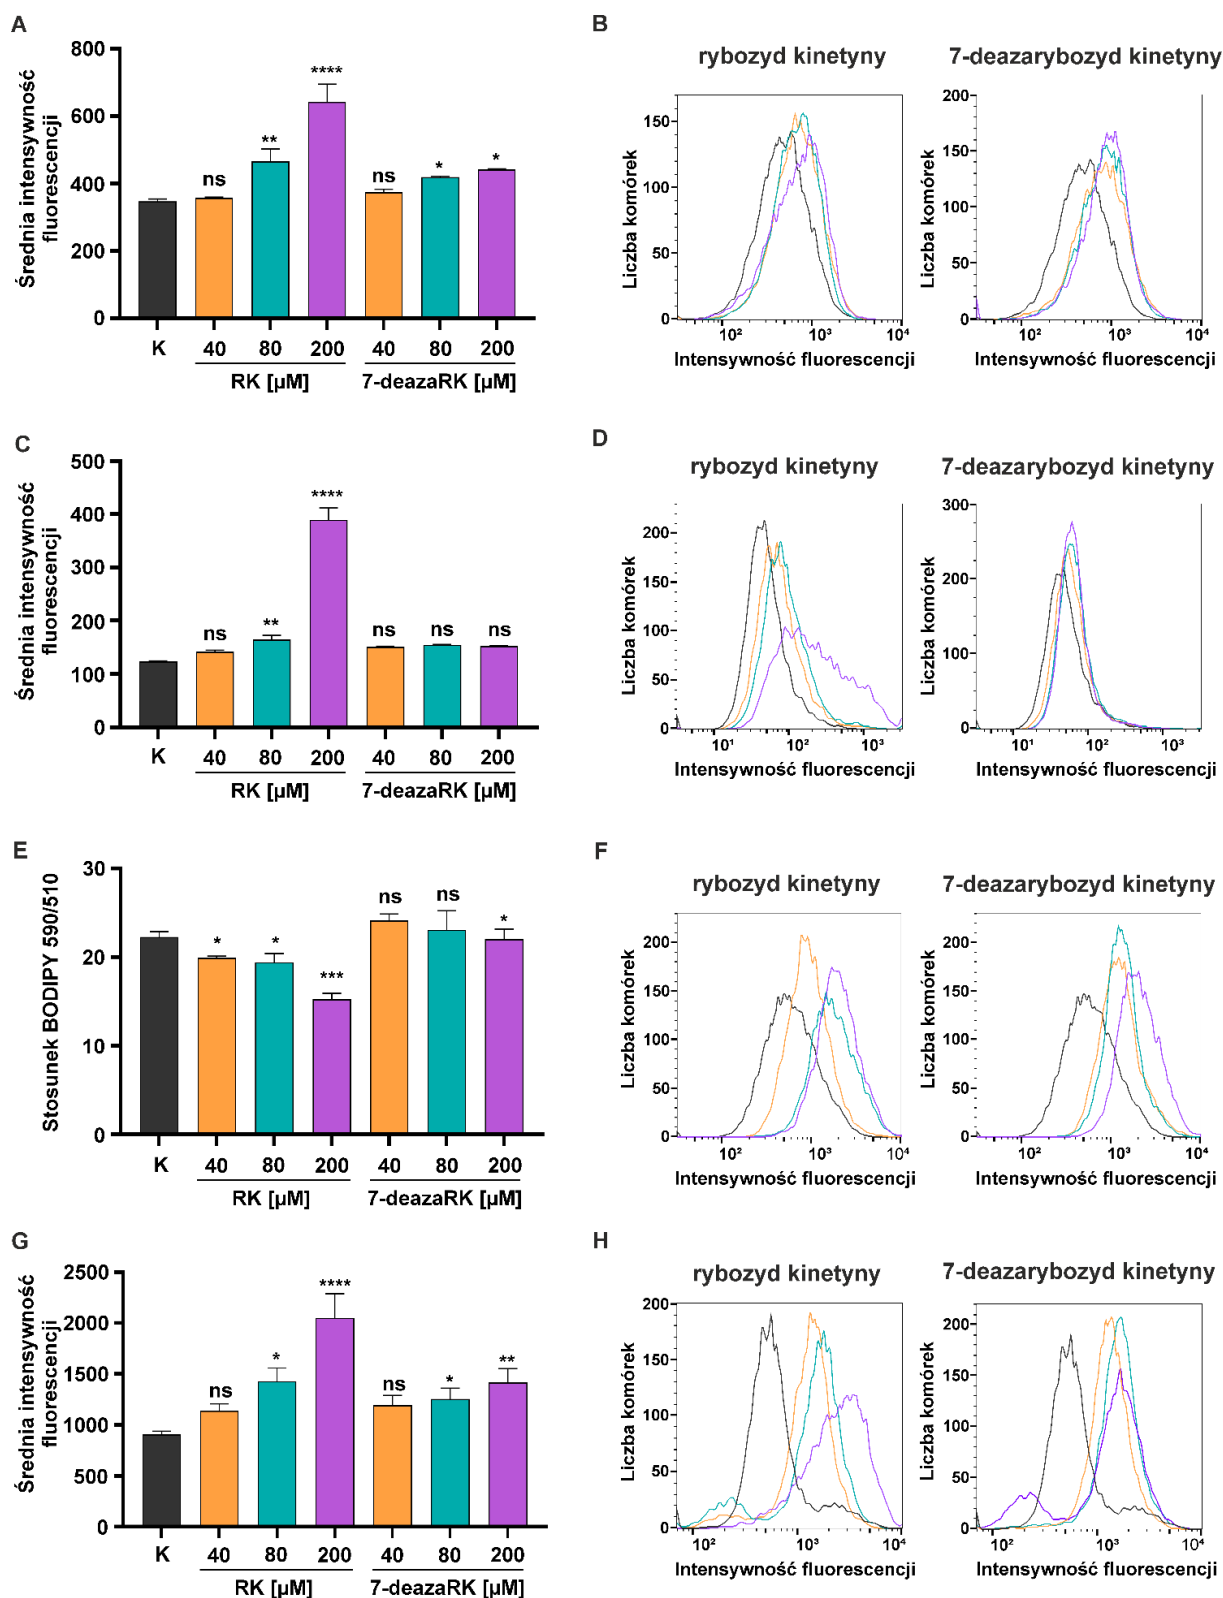 A
Średnia intensywność
fluorescencji
800
600
400
200
0
ns
**
****
ns
*
*
K
40
80
200
40
80
200
RK [µM]
7-deazaRK [µM]
B
rybozyd kinetyny
7-deazarybozyd kinetyny
Liczba komórek
150
100
50
0
10²
10³
10⁴
Intensywność fluorescencji
Liczba komórek
200
150
100
50
0
10²
10³
10⁴
Intensywność fluorescencji
C
Średnia intensywność
fluorescencji
500
400
300
200
100
0
ns
**
****
ns
ns
ns
K
40
80
200
40
80
200
RK [µM]
7-deazaRK [µM]
D
rybozyd kinetyny
7-deazarybozyd kinetyny
Liczba komórek
200
150
100
50
0
10¹
10²
10³
Intensywność fluorescencji
Liczba komórek
300
200
100
0
10¹
10²
10³
Intensywność fluorescencji
E
Stosunek BODIPY 590/510
30
20
10
0
*
*
***
ns
ns
*
K
40
80
200
40
80
200
RK [µM]
7-deazaRK [µM]
F
rybozyd kinetyny
7-deazarybozyd kinetyny
Liczba komórek
200
150
100
50
0
10²
10³
10⁴
Intensywność fluorescencji
Liczba komórek
200
150
100
50
0
10²
10³
10⁴
Intensywność fluorescencji
G
Średnia intensywność
fluorescencji
2500
2000
1500
1000
500
0
ns
*
****
ns
*
**
K
40
80
200
40
80
200
RK [µM]
7-deazaRK [µM]
H
rybozyd kinetyny
7-deazarybozyd kinetyny
Liczba komórek
200
150
100
50
0
10²
10³
10⁴
Intensywność fluorescencji
Liczba komórek
200
150
100
50
0
10²
10³
10⁴
Intensywność fluorescencji